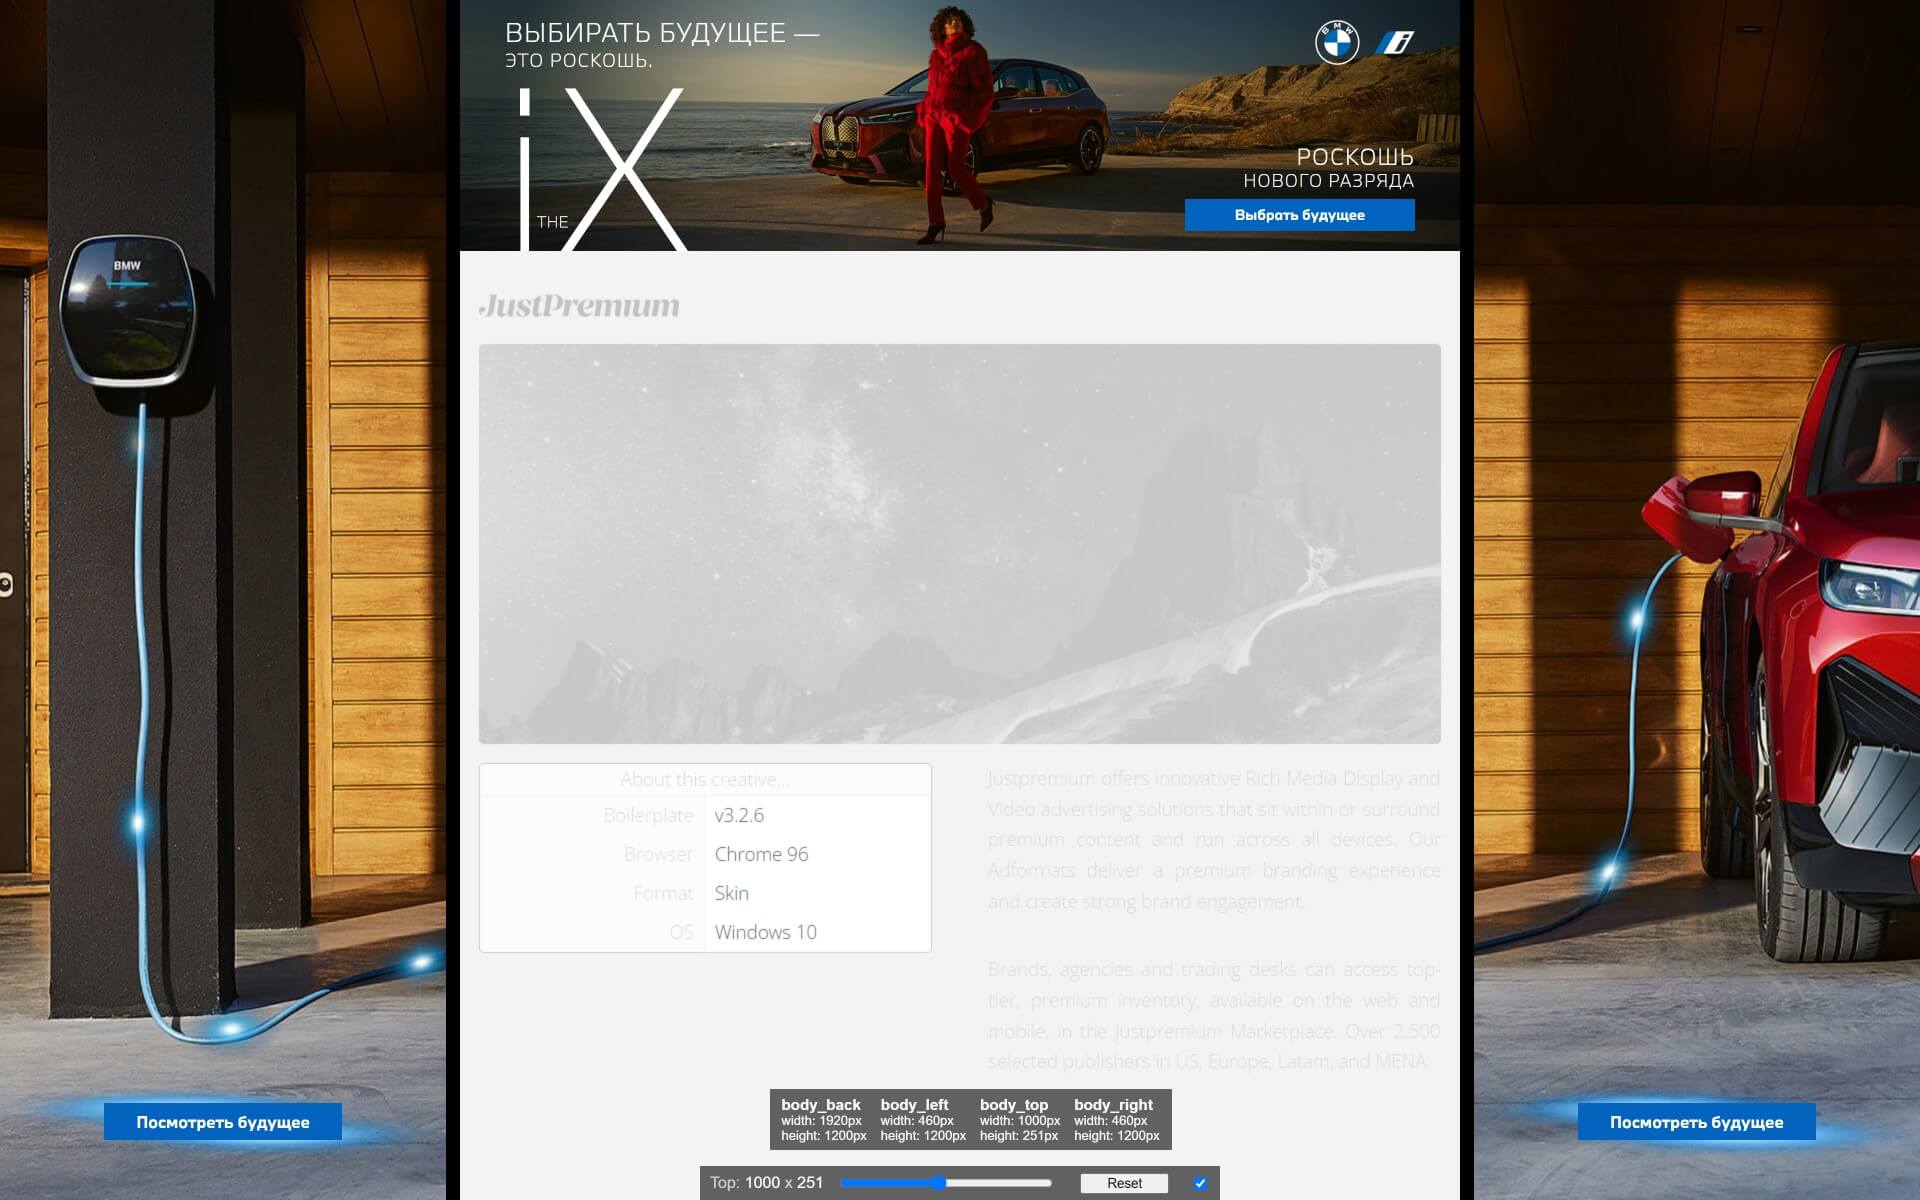 ВЫБИРАТЬ БУДУЩЕЕ —
ЭТО РОСКОШЬ.
THE iX
BMW
РОСКОШЬ
НОВОГО РАЗРЯДА
Выбрать будущее
BMW
JustPremium
About this creative...
Boilerplate v3.2.6
Browser Chrome 96
Format Skin
OS Windows 10
Justpremium offers innovative Rich Media Display and
Video advertising solutions that sit within or surround
premium content and run across all devices. Our
Adformats deliver a premium branding experience
and create strong brand engagement.
Brands, agencies and trading desks can access top-
tier, premium inventory, available on the web and
mobile, in the Justpremium Marketplace. Over 2.500
selected publishers in US, Europe, Latam, and MENA.
body_back body_left body_top body_right
width: 1920px width: 460px width: 1000px width: 460px
height: 1200px height: 1200px height: 251px height: 1200px
Посмотреть будущее
Посмотреть будущее
Top: 1000 x 251 Reset